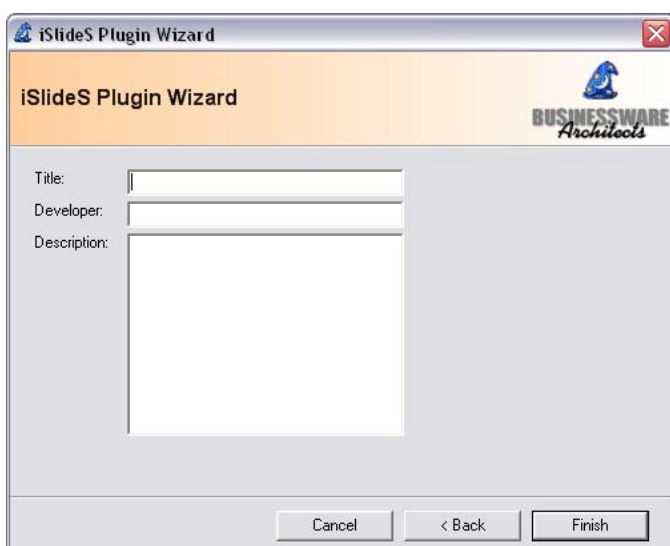 iSlideS Plugin Wizard
iSlideS Plugin Wizard
BUSINESSWARE
Architects
Title:
Developer:
Description:
Cancel
< Back
Finish